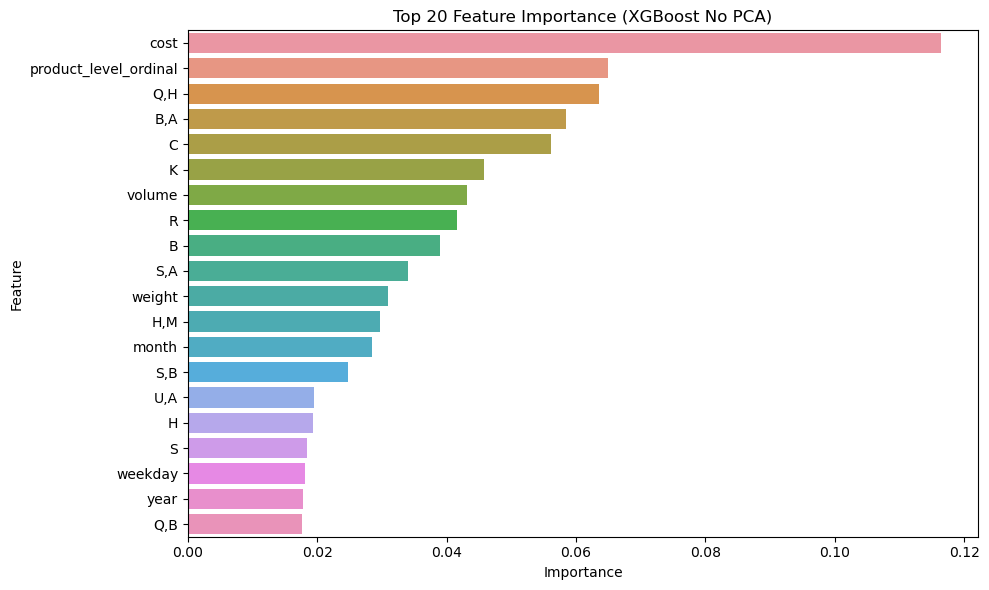 Top 20 Feature Importance (XGBoost No PCA)
Feature
cost
product_level_ordinal
Q,H
B,A
C
K
volume
R
B
S,A
weight
H,M
month
S,B
U,A
H
S
weekday
year
Q,B
0.00 0.02 0.04 0.06 0.08 0.10 0.12
Importance